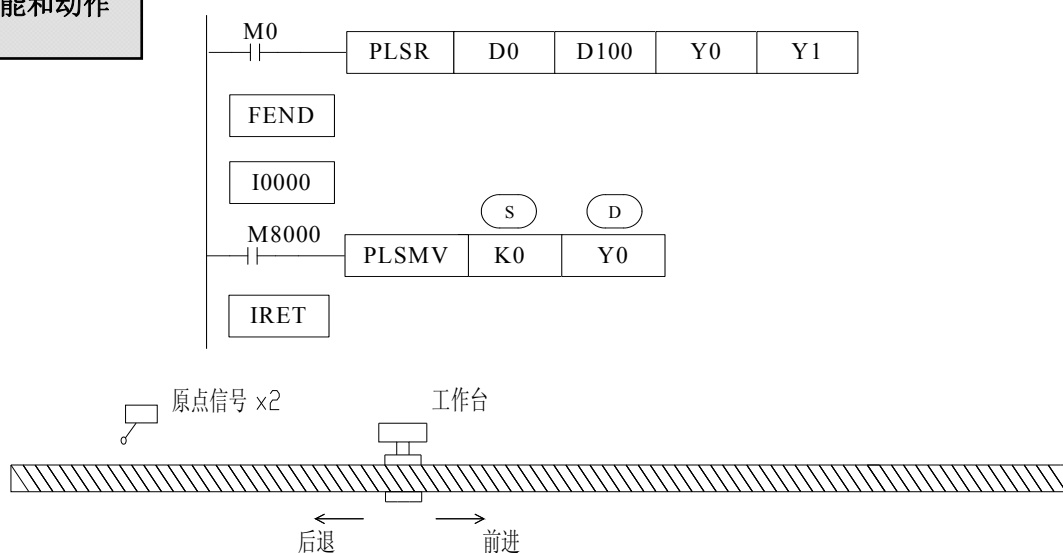 能和动作
M0
PLSR D0 D100 Y0 Y1
FEND
I0000
S D
M8000
PLSMV K0 Y0
IRET
原点信号 x2 工作台
后退 前进